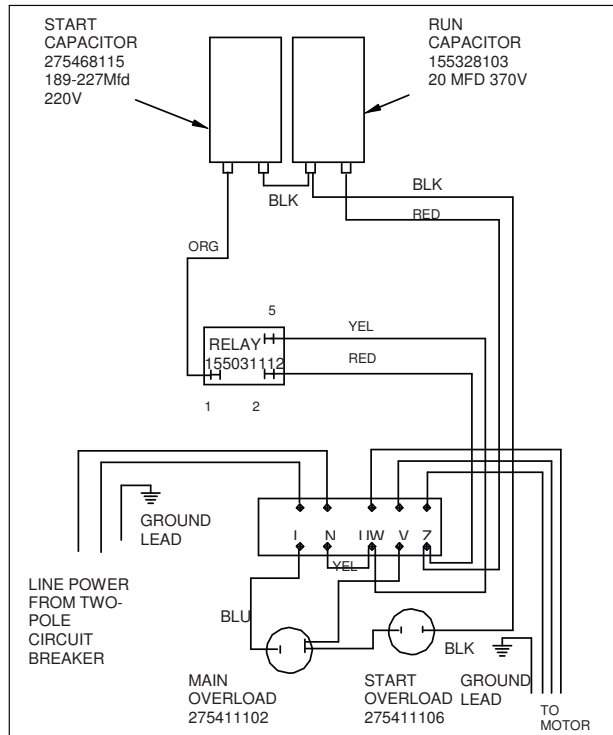 START
CAPACITOR
275468115
189-227Mfd
220V
RUN
CAPACITOR
155328103
20 MFD 370V
BLK
BLK
RED
ORG
5
YEL
RELAY
155031112
RED
1
2
GROUND
LEAD
L N UW V Z
YEL
LINE POWER
FROM TWO-
POLE
CIRCUIT
BREAKER
BLU
BLK
MAIN
OVERLOAD
275411102
START
OVERLOAD
275411106
GROUND
LEAD
TO
MOTOR